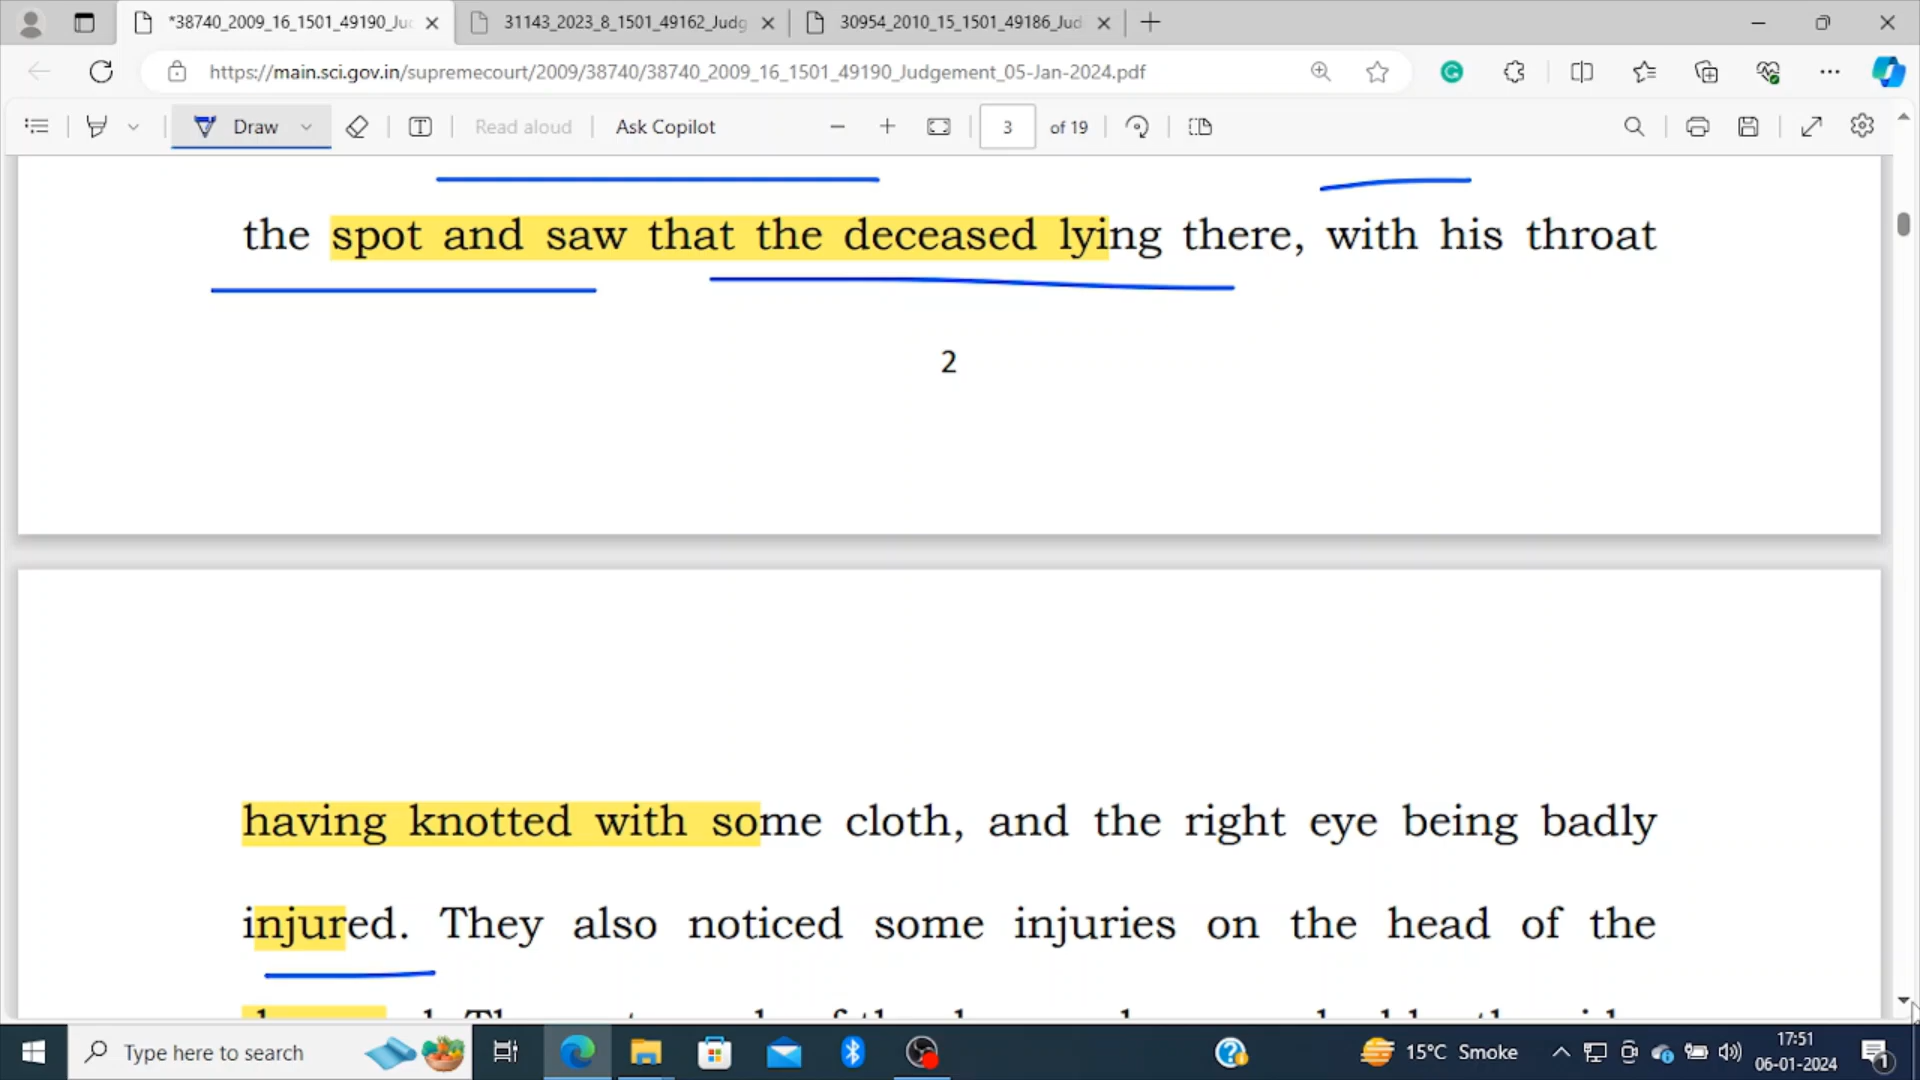 *38740_2009_16_1501_49190_Ju
31143_2023_8_1501_49162_Judg
30954_2010_15_1501_49186_Jud
https://main.sci.gov.in/supremecourt/2009/38740/38740_2009_16_1501_49190_Judgement_05-Jan-2024.pdf
Draw Read aloud Ask Copilot 3 of 19
the spot and saw that the deceased lying there, with his throat
2
having knotted with some cloth, and the right eye being badly
injured. They also noticed some injuries on the head of the
Type here to search
15°C Smoke
17:51
06-01-2024
1